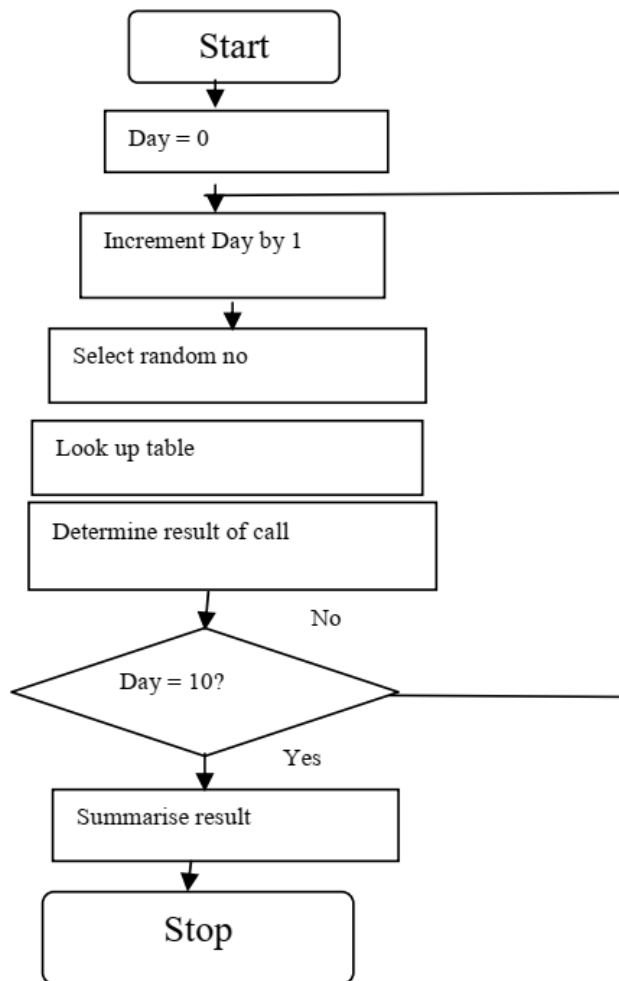 Start
Day = 0
Increment Day by 1
Select random no
Look up table
Determine result of call
No
Day = 10?
Yes
Summarise result
Stop